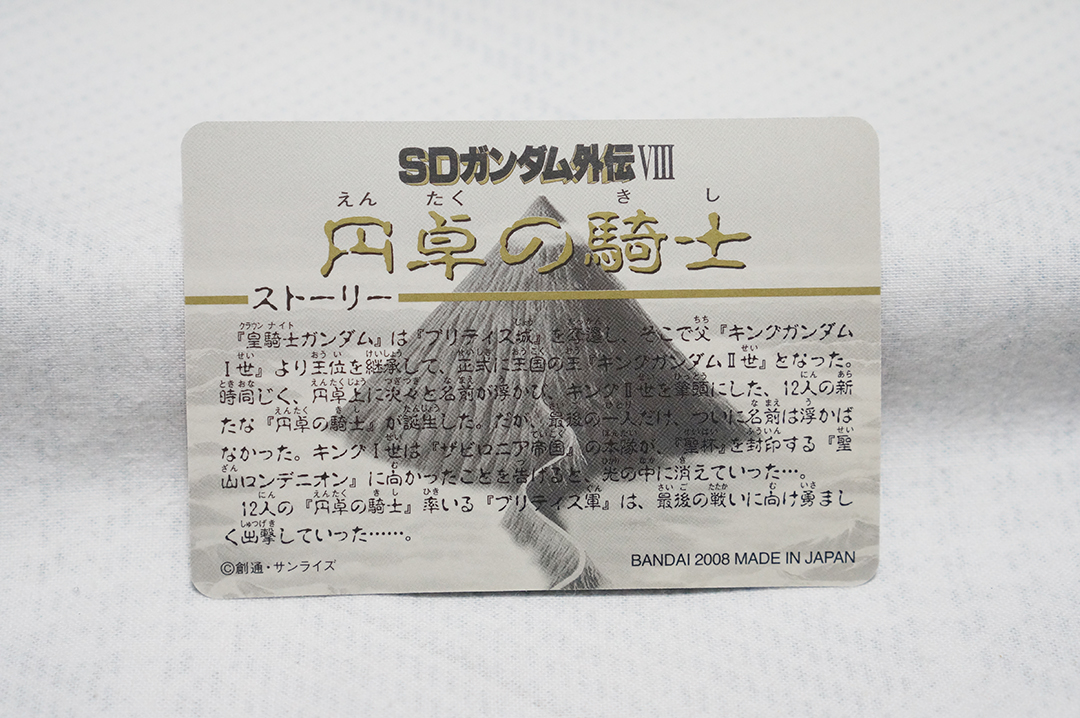 SDガンダム外伝Ⅷ
えん たく き し
円卓の騎士
ストーリー
『皇騎士ガンダム』は『ブリティス城』を奪還し、そこで父『キングガンダム
Ⅰ世』より王位を継承して、正式に王国の王『キングガンダムⅡ世』となった。
時同じく、円卓上に次々と名前が浮かび、キングⅡ世を筆頭にした、12人の新
たな『円卓の騎士』が誕生した。だが、最後の一人だけ、ついに名前は浮かば
なかった。キングⅠ世は『ザビロニア帝国』の本隊が、『聖杯』を封印する『聖
山ロンデニオン』に向かったことを告げると、光の中に消えていった…。
12人の『円卓の騎士』率いる『ブリティス軍』は、最後の戦いに向け勇まし
く出撃していった……。
©創通・サンライズ
BANDAI 2008 MADE IN JAPAN